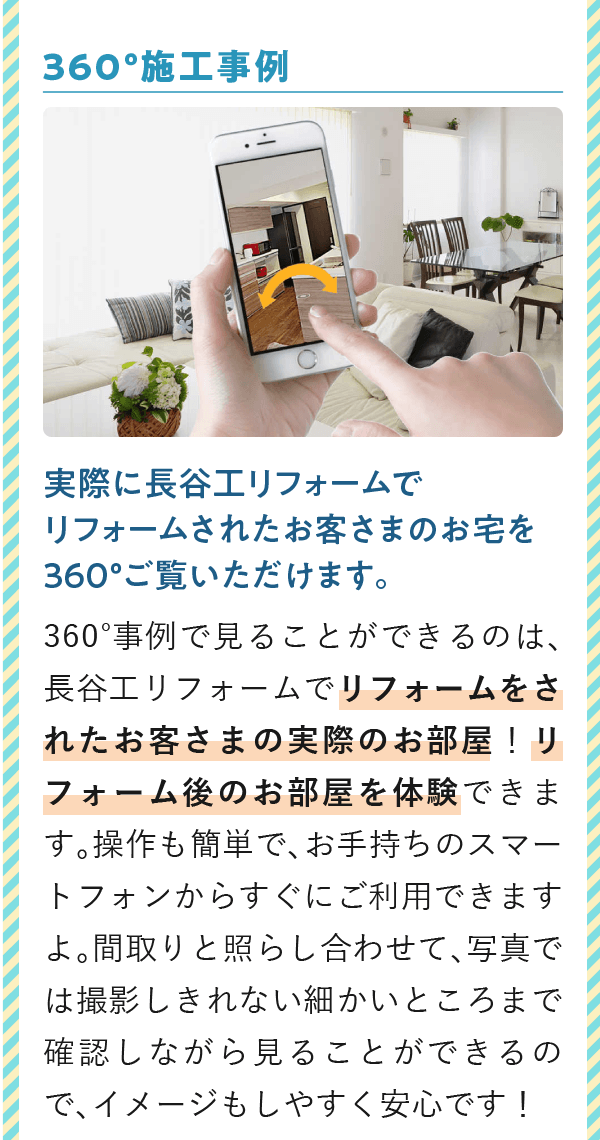 360°施工事例
実際に長谷工リフォームで
リフォームされたお客さまのお宅を
360°ご覧いただけます。
360°事例で見ることができるのは、
長谷工リフォームでリフォームをさ
れたお客さまの実際のお部屋！リ
フォーム後のお部屋を体験できま
す。操作も簡単で、お手持ちのスマー
トフォンからすぐにご利用できます
よ。間取りと照らし合わせて、写真で
は撮影しきれない細かいところまで
確認しながら見ることができるの
で、イメージもしやすく安心です！